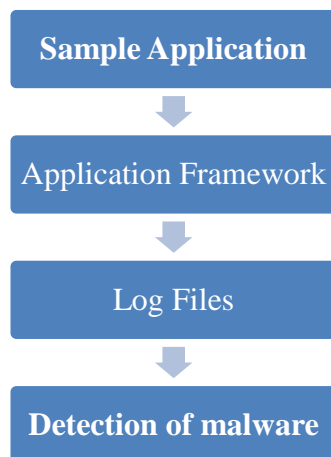 Sample Application
Application Framework
Log Files
Detection of malware